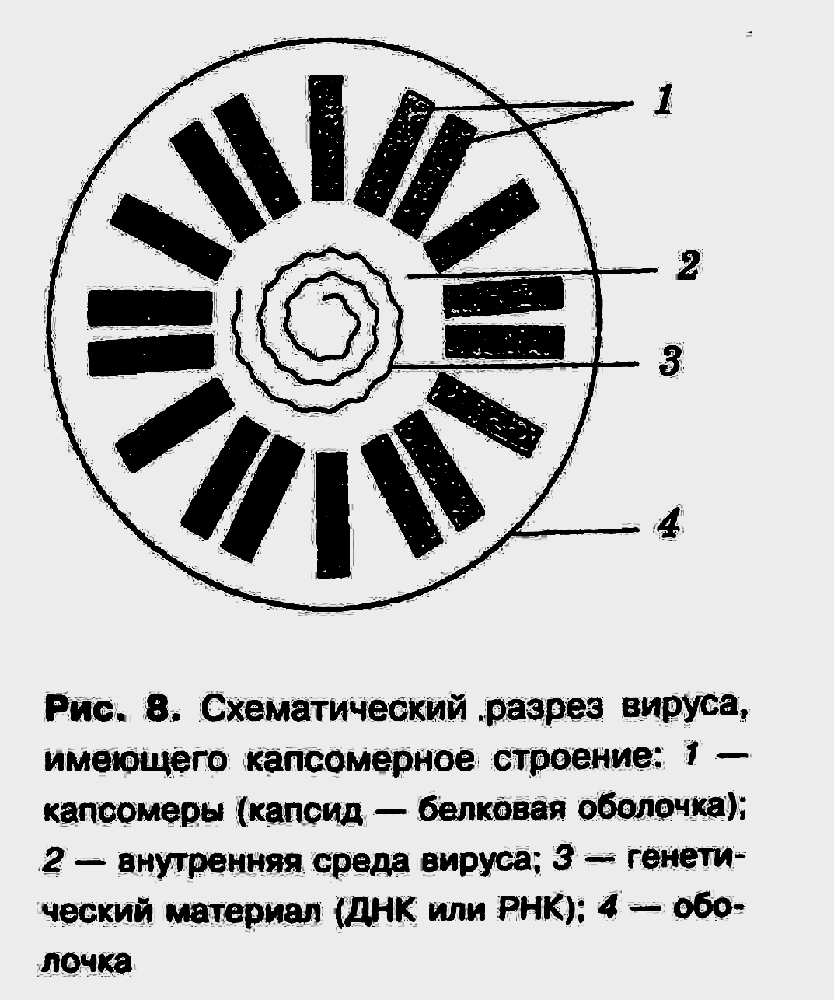 1
2
3
4
Рис. 8. Схематический разрез вируса,
имеющего капсомерное строение: 1 —
капсомеры (капсид — белковая оболочка);
2 — внутренняя среда вируса; 3 — генети-
ческий материал (ДНК или РНК); 4 — обо-
лочка